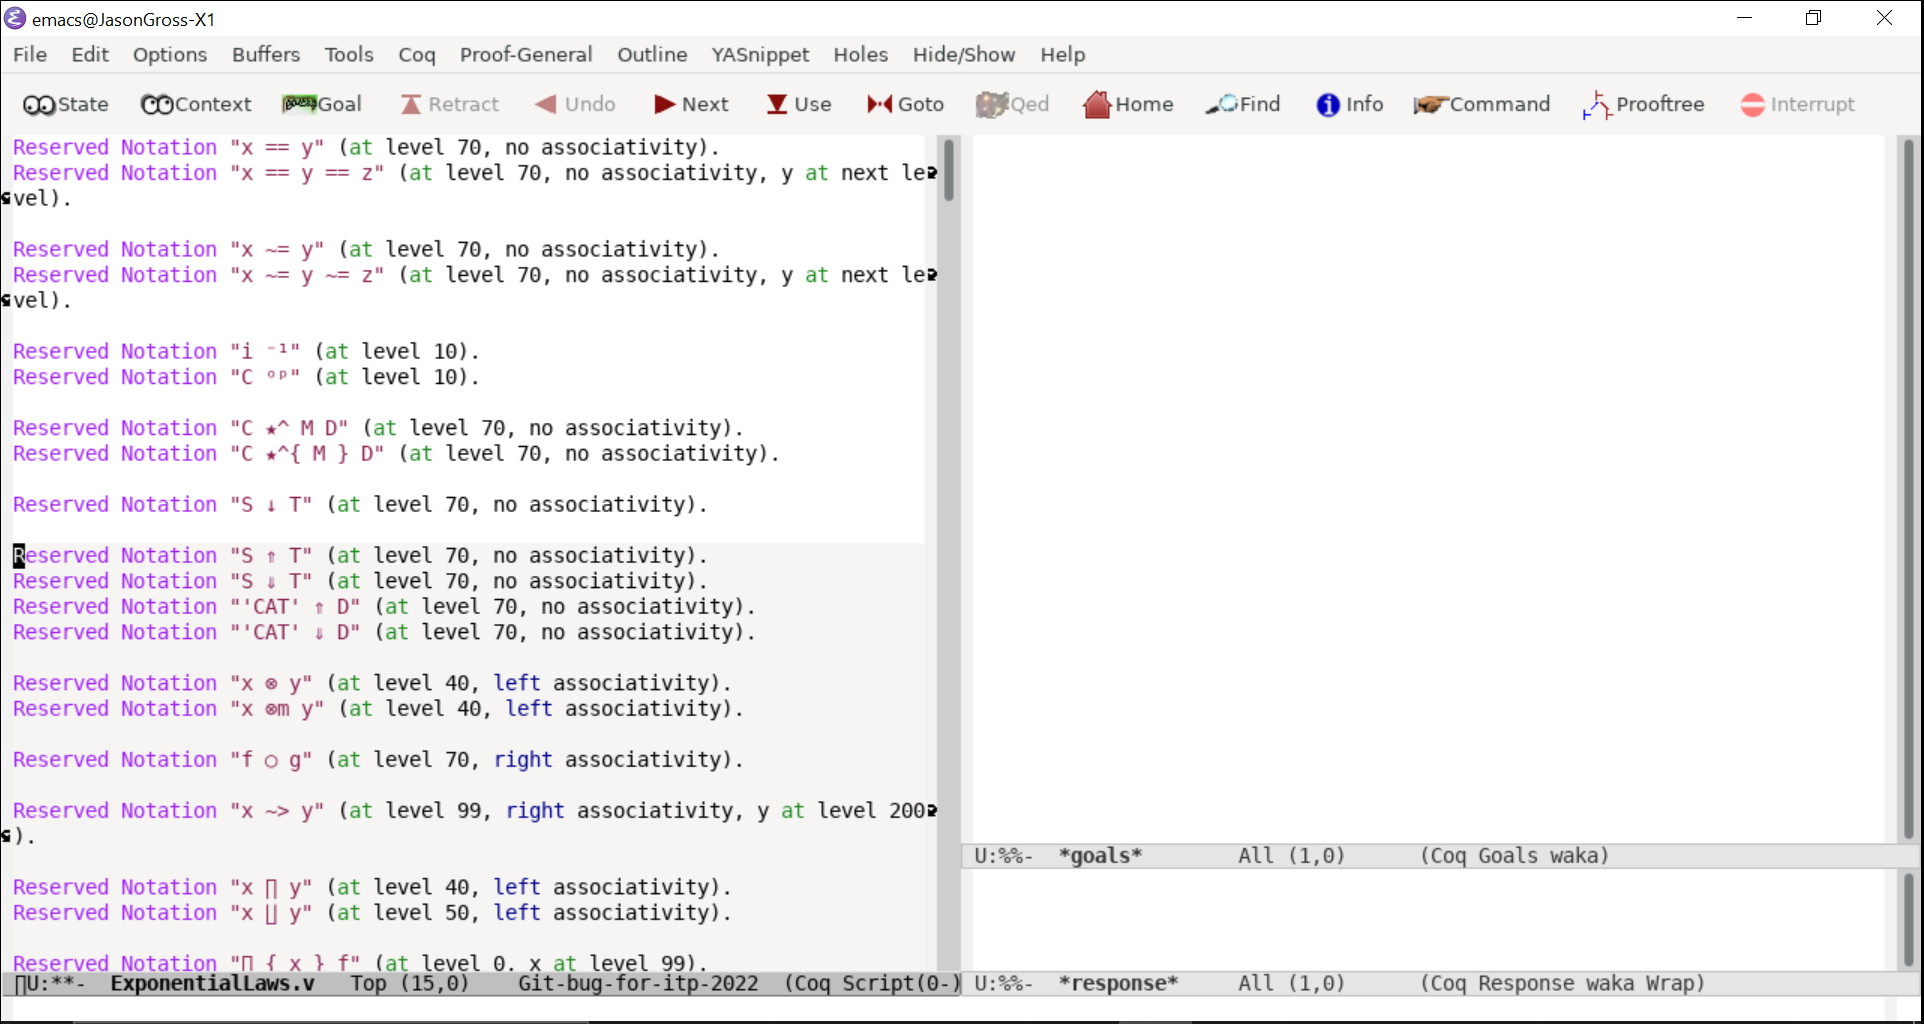 emacs@JasonGross-X1
File Edit Options Buffers Tools Coq Proof-General Outline YASnippet Holes Hide/Show Help
State Context Goal Retract Undo Next Use Goto Qed Home Find Info Command Prooftree Interrupt
Reserved Notation "x == y" (at level 70, no associativity).
Reserved Notation "x == y == z" (at level 70, no associativity, y at next le
vel).
Reserved Notation "x ~= y" (at level 70, no associativity).
Reserved Notation "x ~= y ~= z" (at level 70, no associativity, y at next le
vel).
Reserved Notation "i ⁻¹" (at level 10).
Reserved Notation "C ᵒᵖ" (at level 10).
Reserved Notation "C ★^ M D" (at level 70, no associativity).
Reserved Notation "C ★^{ M } D" (at level 70, no associativity).
Reserved Notation "S ↓ T" (at level 70, no associativity).
Reserved Notation "S ⇑ T" (at level 70, no associativity).
Reserved Notation "S ⇓ T" (at level 70, no associativity).
Reserved Notation "'CAT' ⇑ D" (at level 70, no associativity).
Reserved Notation "'CAT' ⇓ D" (at level 70, no associativity).
Reserved Notation "x ⊗ y" (at level 40, left associativity).
Reserved Notation "x ⊗m y" (at level 40, left associativity).
Reserved Notation "f ○ g" (at level 70, right associativity).
Reserved Notation "x ~> y" (at level 99, right associativity, y at level 200
).
Reserved Notation "x ∏ y" (at level 40, left associativity).
Reserved Notation "x ∐ y" (at level 50, left associativity).
Reserved Notation "∏ { x } f" (at level 0, x at level 99).
U:**- ExponentialLaws.v Top (15,0) Git-bug-for-itp-2022 (Coq Script(0-)
U:%%- *goals* All (1,0) (Coq Goals waka)
U:%%- *response* All (1,0) (Coq Response waka Wrap)